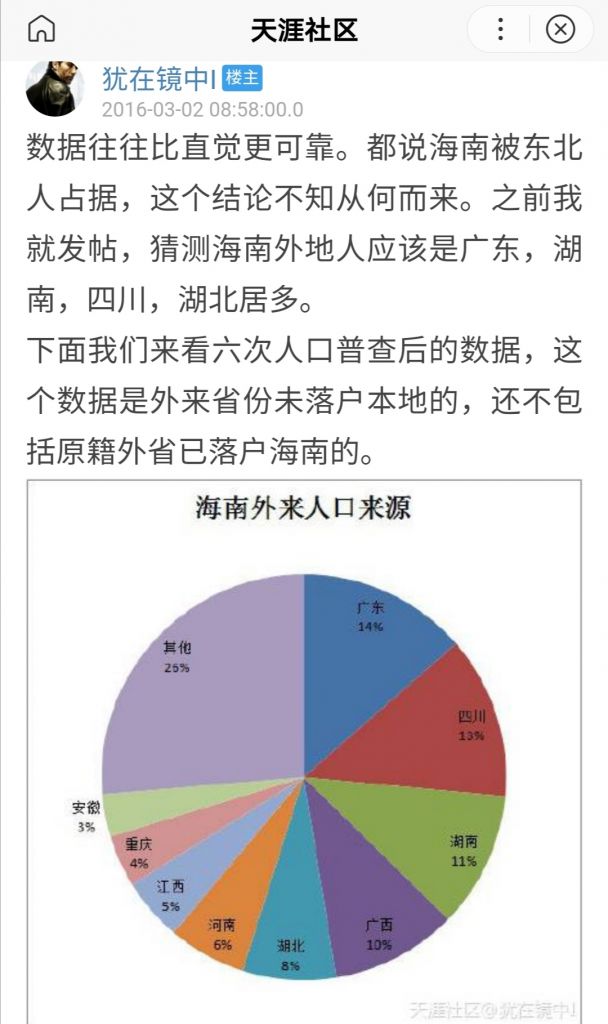 天涯社区
犹在镜中I 楼主
2016-03-02 08:58:00.0
数据往往比直觉更可靠。都说海南被东北
人占据，这个结论不知从何而来。之前我
就发帖，猜测海南外地人应该是广东，湖
南，四川，湖北居多。
下面我们来看六次人口普查后的数据，这
个数据是外来省份未落户本地的，还不包
括原籍外省已落户海南的。
海南外来人口来源
广东
14%
四川
13%
湖南
11%
广西
10%
湖北
8%
河南
6%
江西
5%
重庆
4%
安徽
3%
其他
26%
天涯社区@犹在镜中I